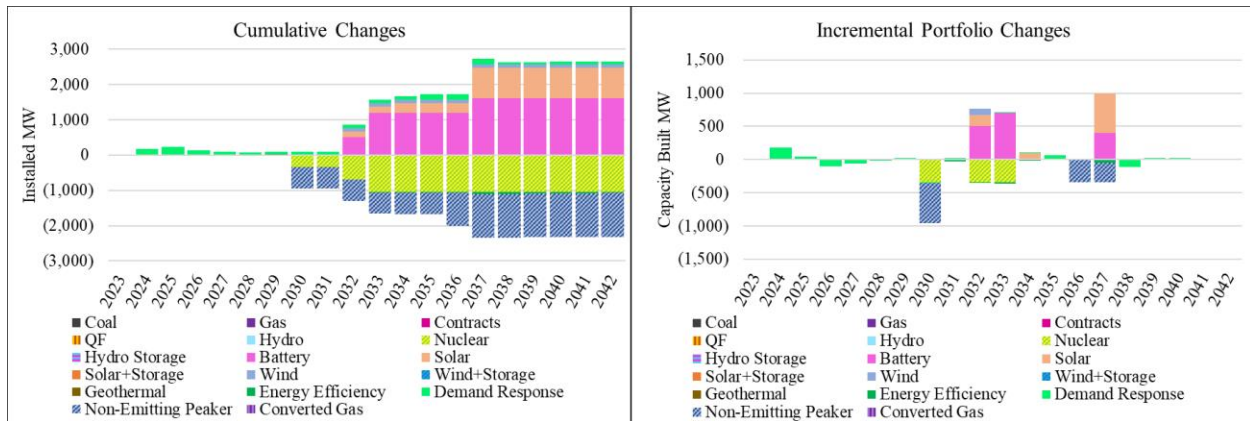 Cumulative Changes
Installed MW
3,000
2,000
1,000
0
(1,000)
(2,000)
(3,000)
2023 2024 2025 2026 2027 2028 2029 2030 2031 2032 2033 2034 2035 2036 2037 2038 2039 2040 2041 2042
Coal Gas Contracts
QF Hydro Nuclear
Hydro Storage Battery Solar
Solar+Storage Wind Wind+Storage
Geothermal Energy Efficiency Demand Response
Non-Emitting Peaker Converted Gas
Incremental Portfolio Changes
Capacity Built MW
1,500
1,000
500
0
(500)
(1,000)
(1,500)
2023 2024 2025 2026 2027 2028 2029 2030 2031 2032 2033 2034 2035 2036 2037 2038 2039 2040 2041 2042
Coal Gas Contracts
QF Hydro Nuclear
Hydro Storage Battery Solar
Solar+Storage Wind Wind+Storage
Geothermal Energy Efficiency Demand Response
Non-Emitting Peaker Converted Gas